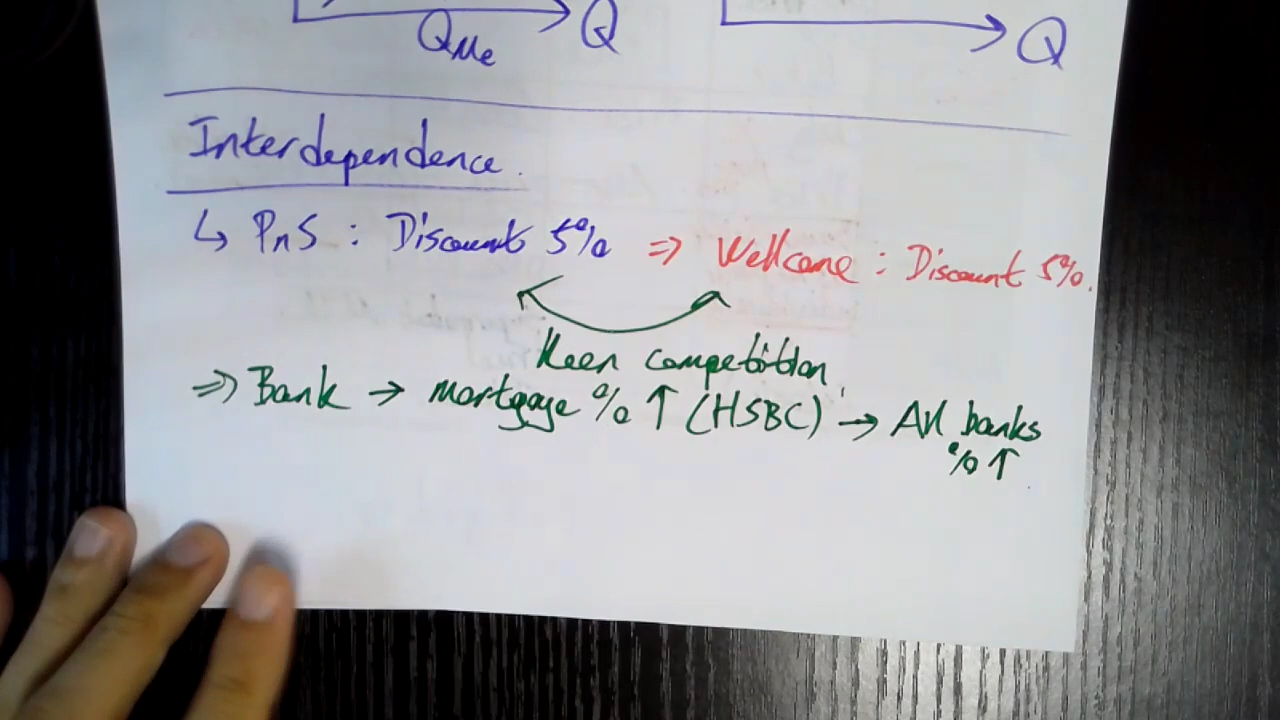 QMe Q Q
Interdependence.
↳ PnS : Discount 5% ⇒ Wellcome : Discount 5%.
Keen competition
⇒ Bank → mortgage % ↑ (HSBC) → All banks
% ↑